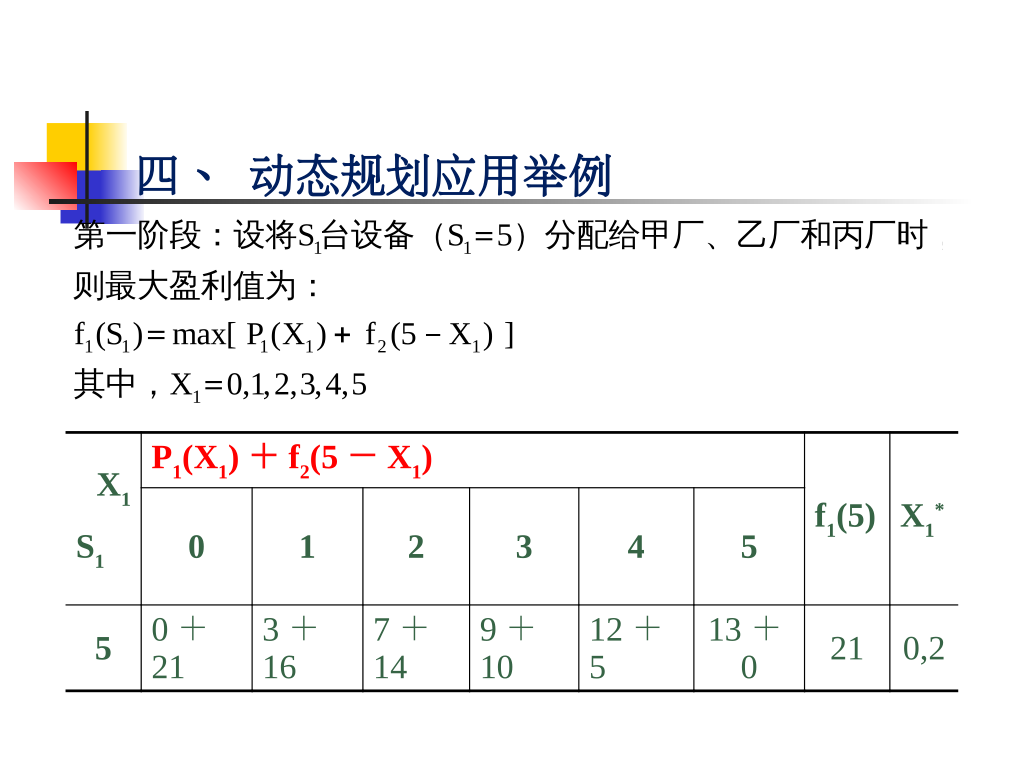 四、 动态规划应用举例
第一阶段：设将S1台设备（S1＝5）分配给甲厂、乙厂和丙厂时，
则最大盈利值为：
f1(S1)＝max[ P1(X1)＋ f2(5－X1) ]
其中，X1＝0,1,2,3,4,5
X1
S1
P1(X1)＋f2(5－X1)
f1(5)
X1*
0 1 2 3 4 5
5
0＋
21
3＋
16
7＋
14
9＋
10
12＋
5
13＋
0
21
0,2